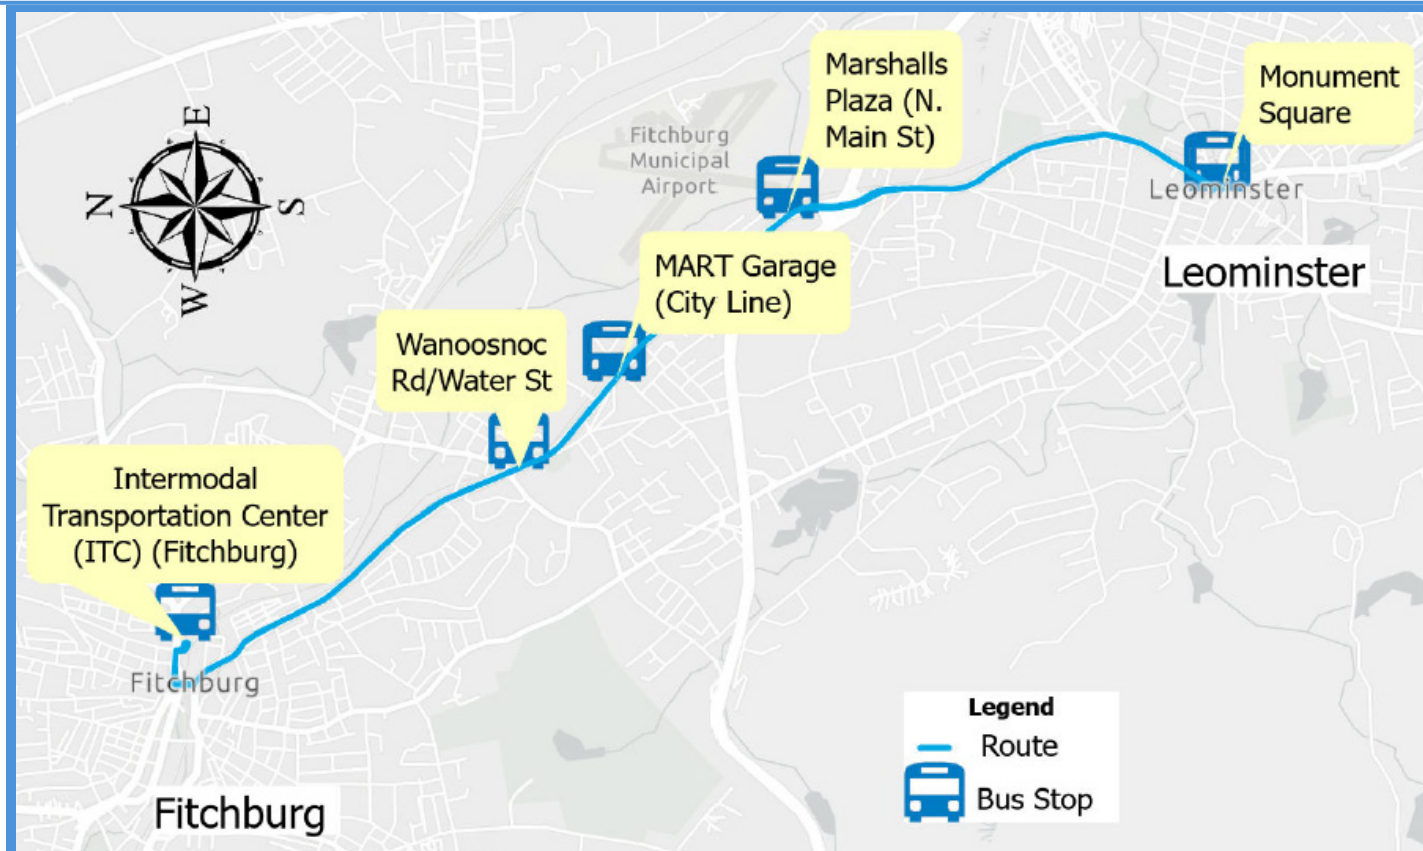 Marshalls
Plaza (N.
Main St)
Monument
Square
E
N
S
W
Fitchburg
Municipal
Airport
Leominster
Leominster
MART Garage
(City Line)
Wanoosnoc
Rd/Water St
Intermodal
Transportation Center
(ITC) (Fitchburg)
Fitchburg
Fitchburg
Legend
Route
Bus Stop